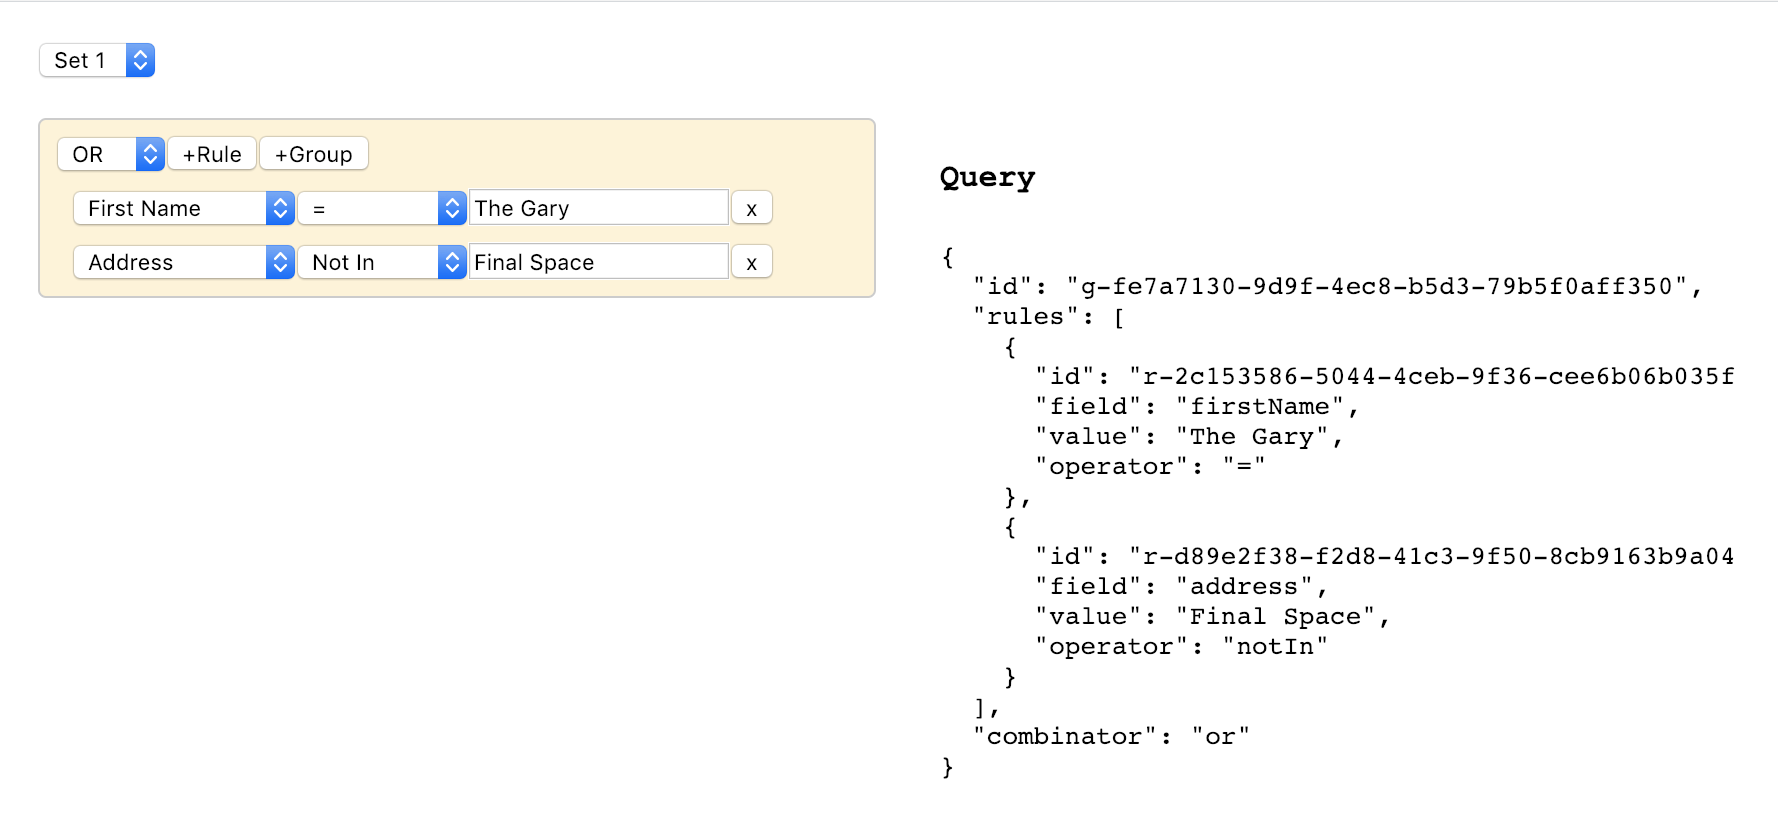 Set 1
OR +Rule +Group
First Name = The Gary x
Address Not In Final Space x
Query
{
"id": "g-fe7a7130-9d9f-4ec8-b5d3-79b5f0aff350",
"rules": [
{
"id": "r-2c153586-5044-4ceb-9f36-cee6b06b035f
"field": "firstName",
"value": "The Gary",
"operator": "="
},
{
"id": "r-d89e2f38-f2d8-41c3-9f50-8cb9163b9a04
"field": "address",
"value": "Final Space",
"operator": "notIn"
}
],
"combinator": "or"
}